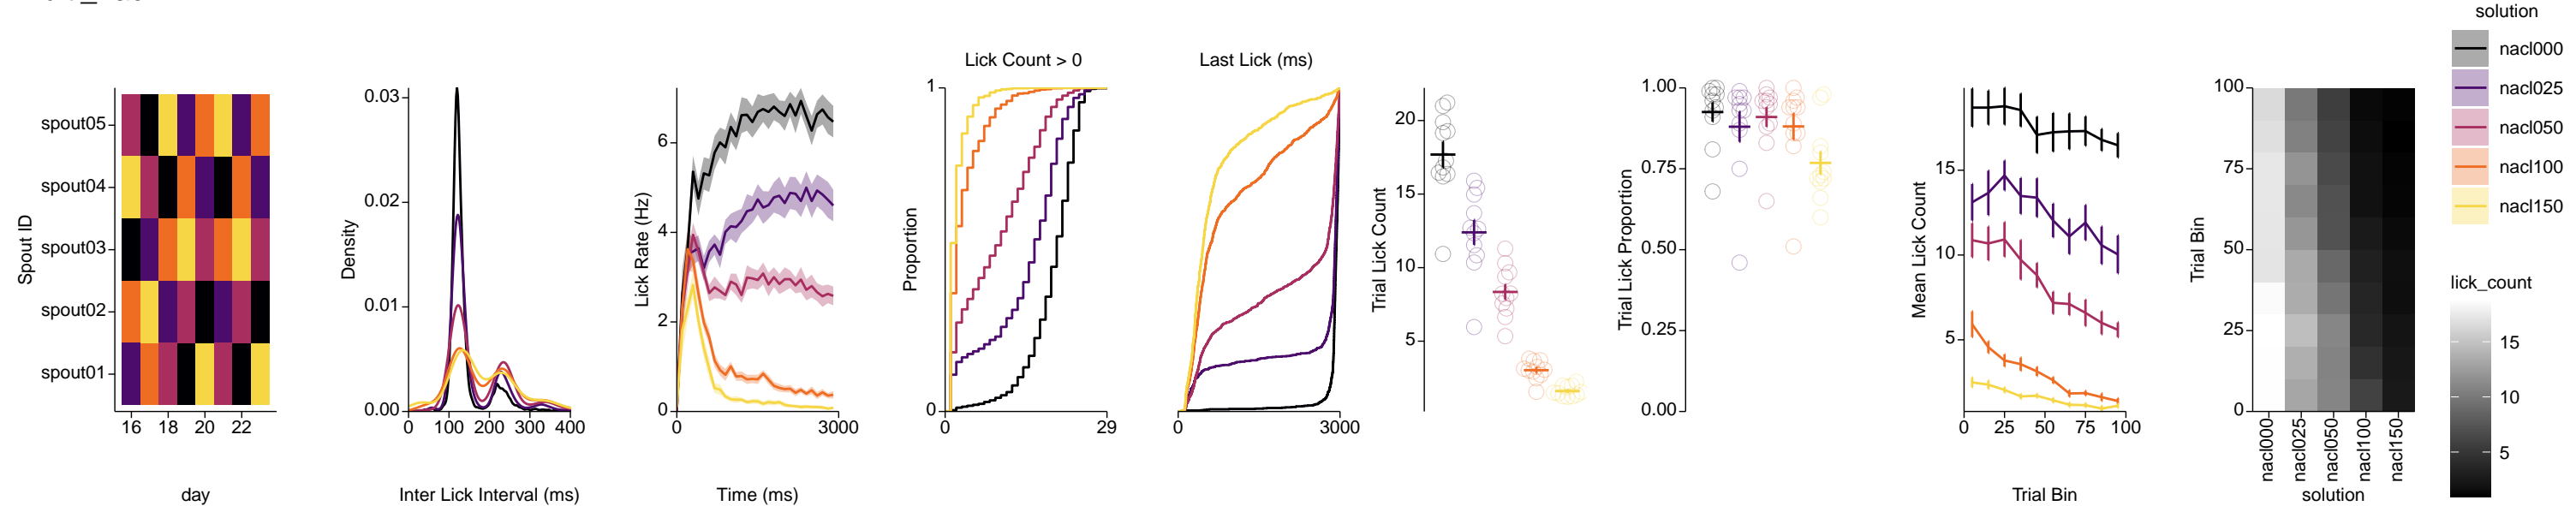 spout05
spout04
spout03
spout02
spout01
Spout ID
16 18 20 22
day
0.03
0.02
0.01
0.00
Density
0 100 200 300 400
Inter Lick Interval (ms)
6
4
2
0
Lick Rate (Hz)
0 3000
Time (ms)
Lick Count > 0
1
0
Proportion
0 29
Last Lick (ms)
0 3000
20
15
10
5
Trial Lick Count
1.00
0.75
0.50
0.25
0.00
Trial Lick Proportion
15
10
5
Mean Lick Count
0 25 50 75 100
Trial Bin
100
75
50
25
0
Trial Bin
nacl000
nacl025
nacl050
nacl100
nacl150
solution
solution
nacl000
nacl025
nacl050
nacl100
nacl150
lick_count
15
10
5